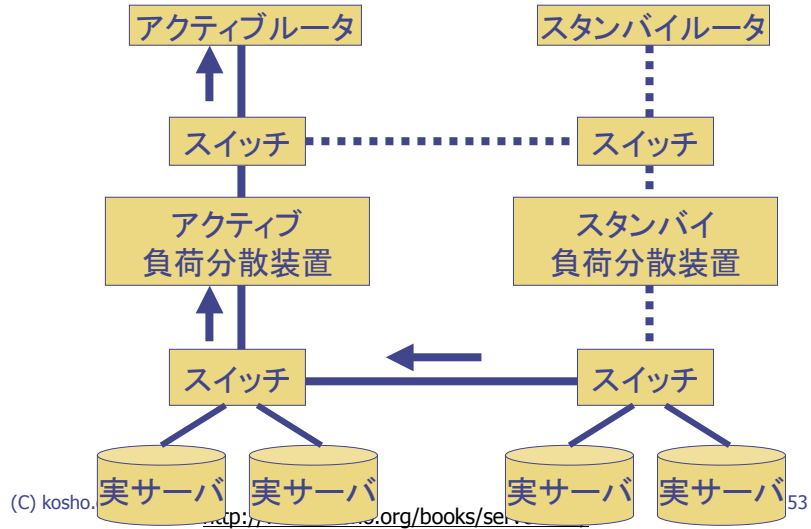 アクティブルータ
スタンバイルータ
スイッチ
スイッチ
アクティブ
負荷分散装置
スタンバイ
負荷分散装置
スイッチ
スイッチ
実サーバ
実サーバ
実サーバ
実サーバ
(C) kosho.
53
.org/books/ser